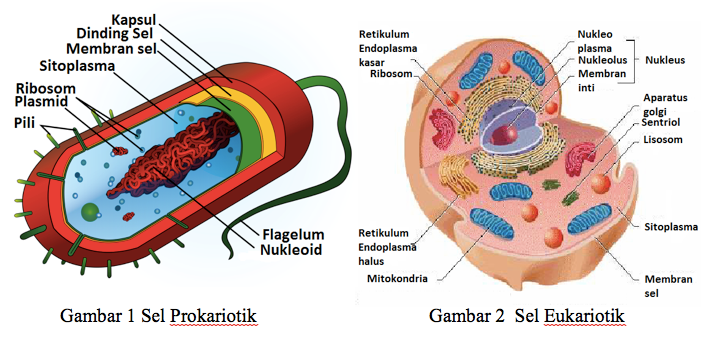 Kapsul
Dinding Sel
Membran sel
Sitoplasma
Ribosom
Plasmid
Pili
Flagelum
Nukleoid
Gambar 1 Sel Prokariotik
Retikulum
Endoplasma
kasar
Ribosom
Nukleo
plasma
Nukleolus
Membran
inti
Nukleus
Aparatus
golgi
Sentriol
Lisosom
Sitoplasma
Membran
sel
Retikulum
Endoplasma
halus
Mitokondria
Gambar 2 Sel Eukariotik